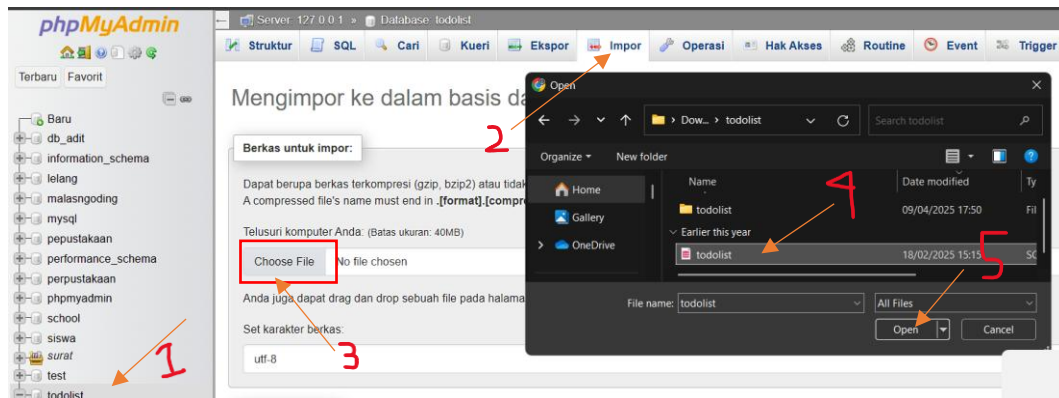 phpMyAdmin
Terbaru Favorit
Baru
db_adit
information_schema
lelang
malasngoding
mysql
pepustakaan
performance_schema
perpustakaan
phpmyadmin
school
siswa
surat
test
todolist
1
Server: 127.0.0.1 » Database: todolist
Struktur SQL Cari Kueri Ekspor Impor Operasi Hak Akses Routine Event Trigger
Mengimpor ke dalam basis da
2
Berkas untuk impor:
Dapat berupa berkas terkompresi (gzip, bzip2) atau tidak
A compressed file's name must end in .[format].[compre
Telusuri komputer Anda: (Batas ukuran: 40MB)
Choose File No file chosen
Anda juga dapat drag dan drop sebuah file pada halama
Set karakter berkas:
utf-8
3
Open
Dow... › todolist
Search todolist
Organize New folder
Home
Gallery
OneDrive
Name Date modified Ty
todolist 09/04/2025 17:50 Fil
Earlier this year
todolist 18/02/2025 15:15 SC
4
5
File name: todolist All Files
Open Cancel